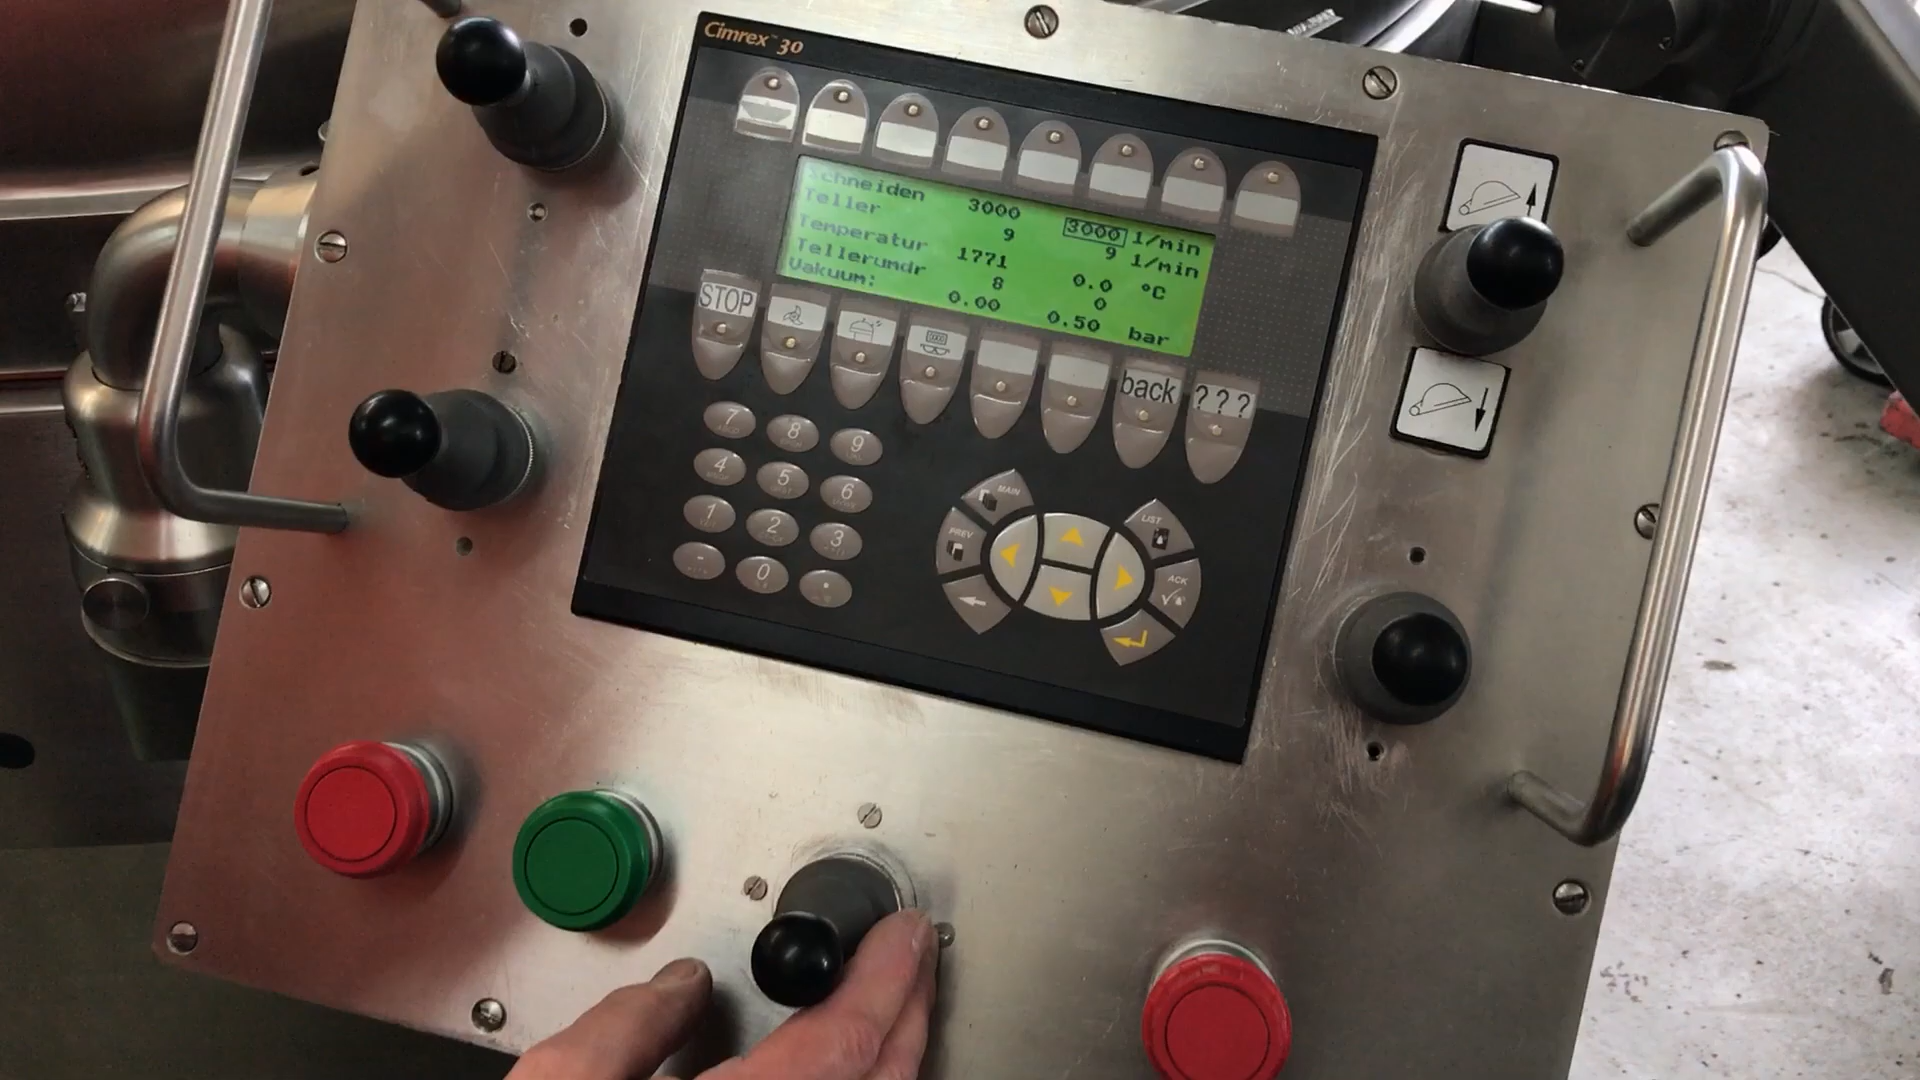 Cimrex™ 30
Schneiden 3000 3000 1/min
Teller 9 9 1/min
Temperatur 1771 0.0 °C
Tellerumdr 8 0
Vakuum: 0.00 0.50 bar
STOP
back ???
7 8 9
4 5 6
1 2 3
- 0 .
MAIN
PREV
LIST
ACK